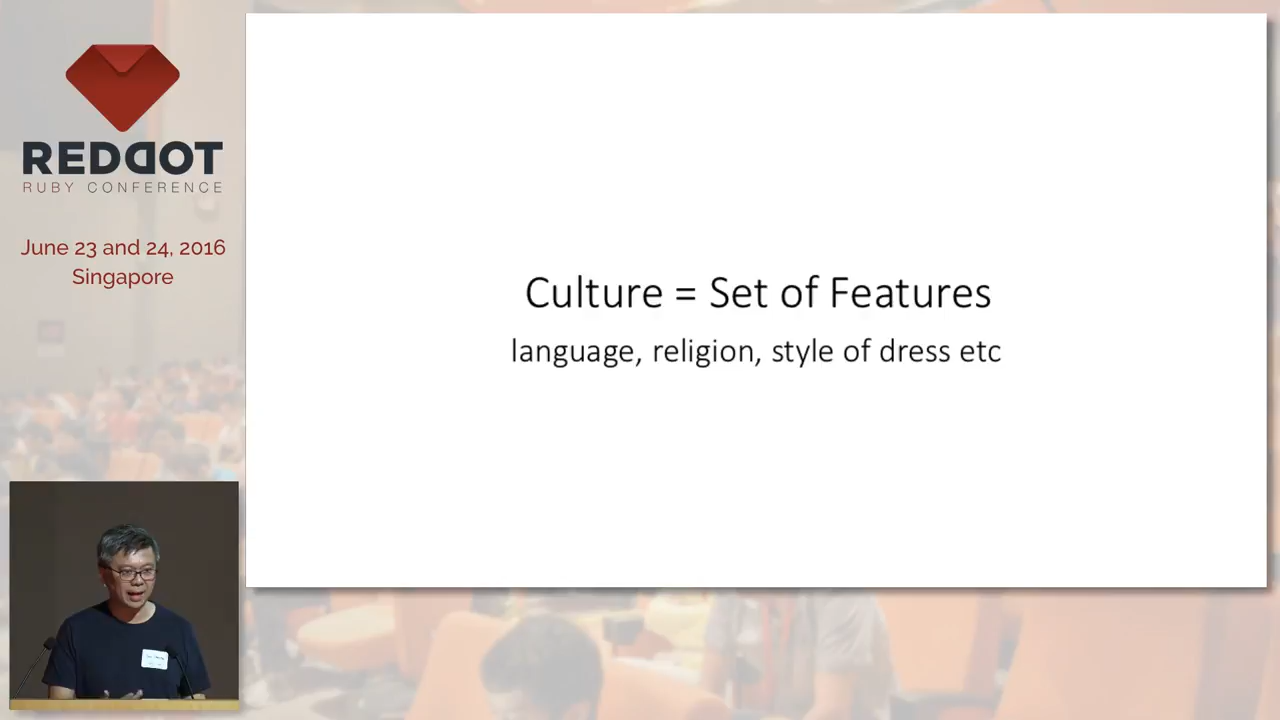 REDDOT
RUBY CONFERENCE
June 23 and 24, 2016
Singapore
Culture = Set of Features
language, religion, style of dress etc